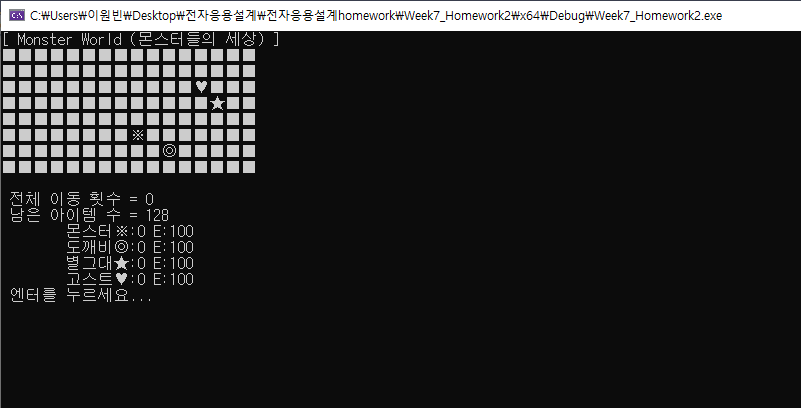 C:\Users\이원빈\Desktop\전자응용설계\전자응용설계homework\Week7_Homework2\x64\Debug\Week7_Homework2.exe
[ Monster World (몬스터들의 세상) ]
■■■■■■■■■■■■■■■■
■■■■■■■■■■■■■■■■
■■■■■■■■■■■■♥■■■
■■■■■■■■■■■■■★■■
■■■■■■■■■■■■■■■■
■■■■■■■■※■■■■■■■
■■■■■■■■■■◎■■■■■
■■■■■■■■■■■■■■■■
전체 이동 횟수 = 0
남은 아이템 수 = 128
몬스터※:0 E:100
도깨비◎:0 E:100
별그대★:0 E:100
고스트♥:0 E:100
엔터를 누르세요...